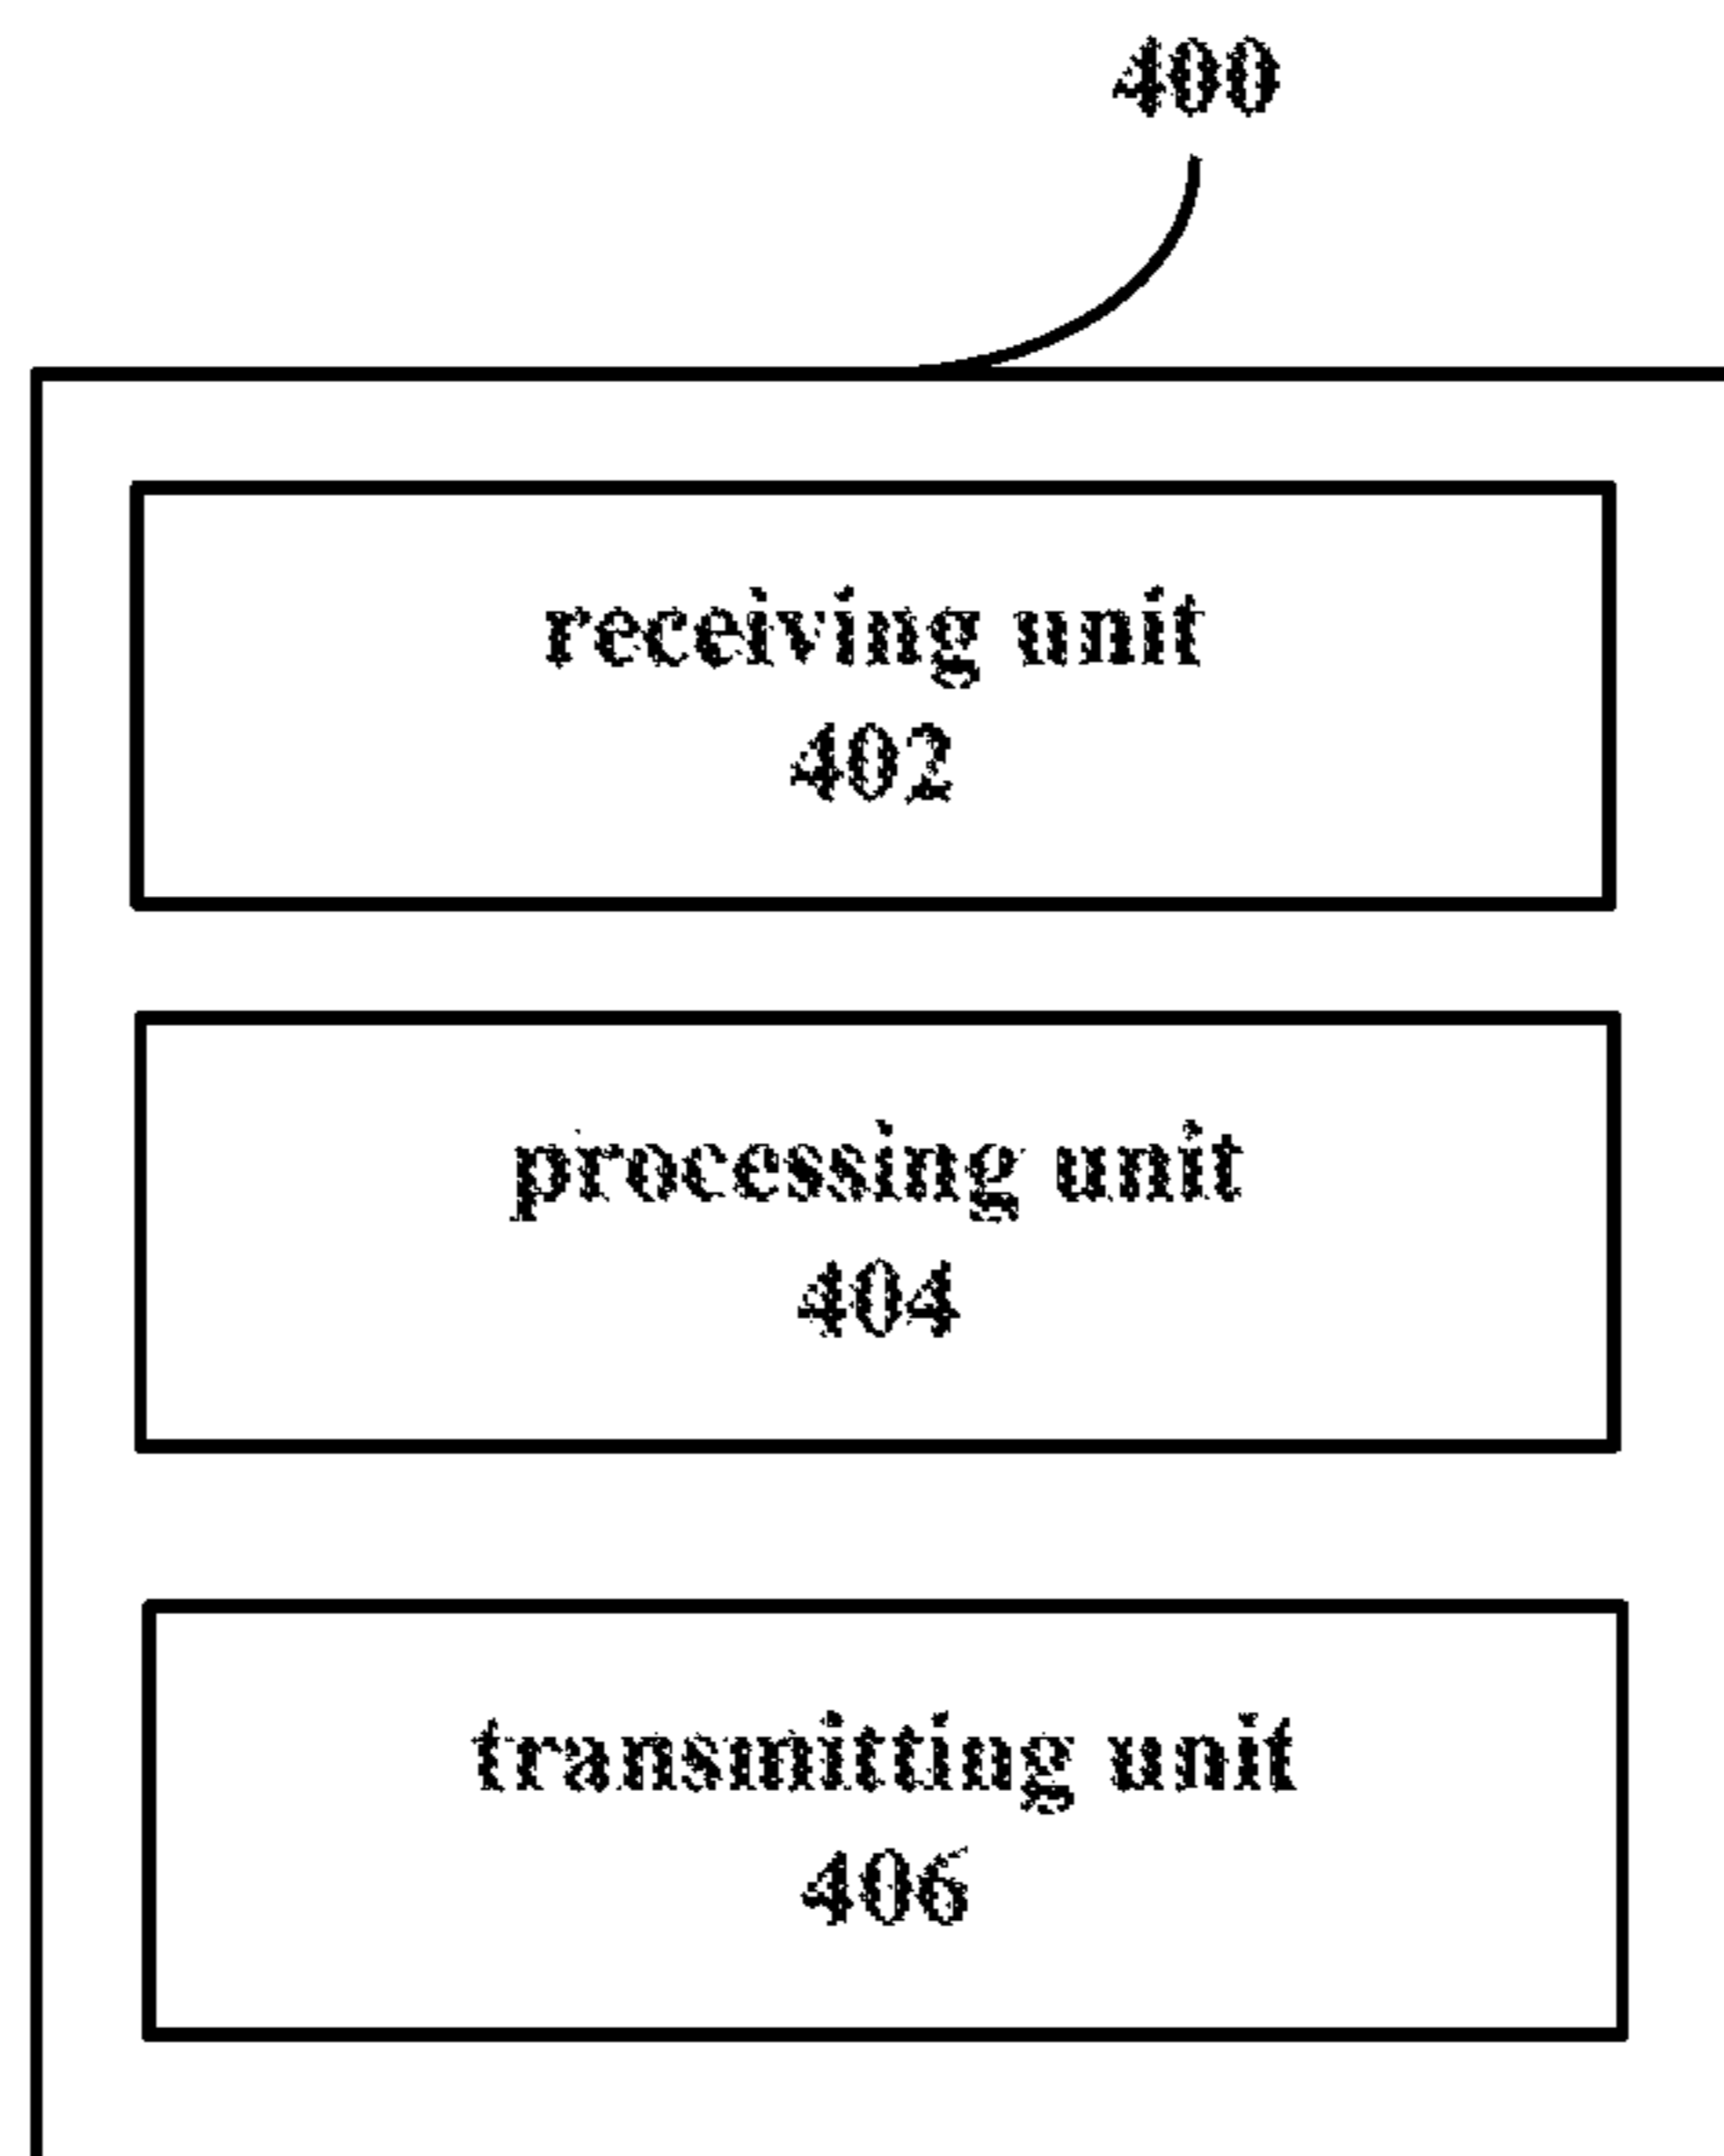 400
receiving unit
402
processing unit
404
transmitting unit
406